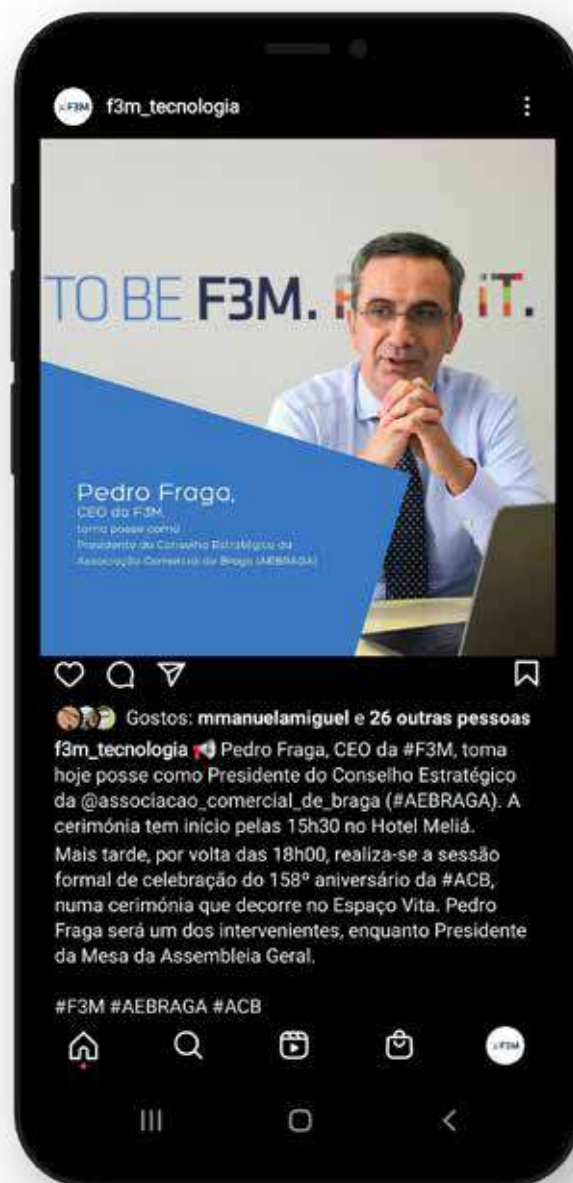 F3M
f3m_tecnologia
TO BE F3M. iT.
Pedro Fraga,
CEO da F3M,
toma posse como
Presidente do Conselho Estratégico da
Associação Comercial de Braga (AEBRAGA)
Gostos: mmanuelamiguel e 26 outras pessoas
f3m_tecnologia 📢 Pedro Fraga, CEO da #F3M, toma
hoje posse como Presidente do Conselho Estratégico
da @associacao_comercial_de_braga (#AEBRAGA). A
cerimónia tem início pelas 15h30 no Hotel Meliá.
Mais tarde, por volta das 18h00, realiza-se a sessão
formal de celebração do 158º aniversário da #ACB,
numa cerimónia que decorre no Espaço Vita. Pedro
Fraga será um dos intervenientes, enquanto Presidente
da Mesa da Assembleia Geral.
#F3M #AEBRAGA #ACB
F3M